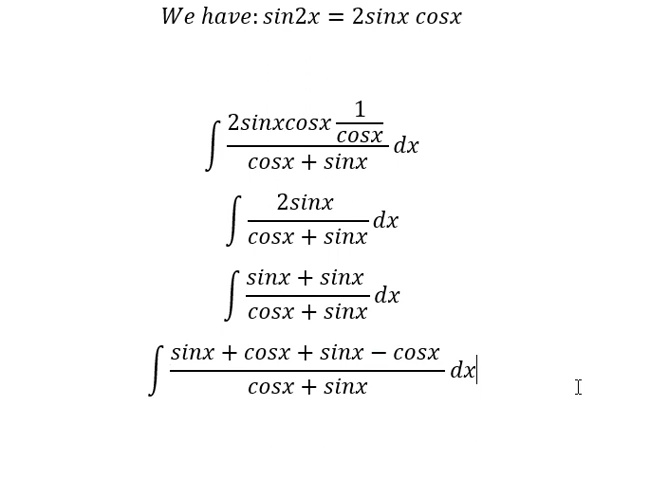 We have: sin2x = 2sinx cosx
∫ (2sinxcosx 1/cosx)/(cosx + sinx) dx
∫ 2sinx/(cosx + sinx) dx
∫ (sinx + sinx)/(cosx + sinx) dx
∫ (sinx + cosx + sinx − cosx)/(cosx + sinx) dx